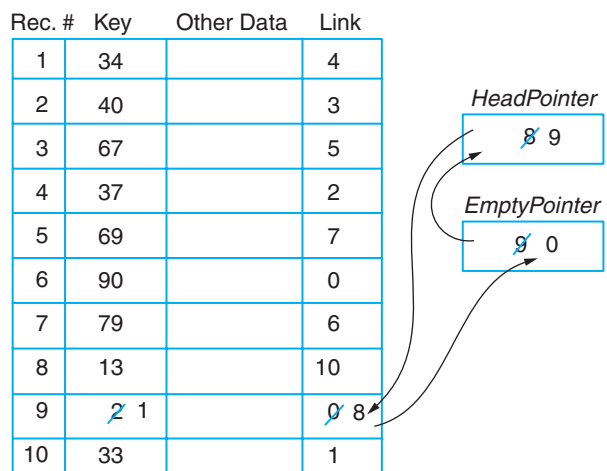 Rec. # Key Other Data Link
1 34 4
2 40 3
HeadPointer
8 9
3 67 5
4 37 2
EmptyPointer
9 0
5 69 7
6 90 0
7 79 6
8 13 10
9 2 1 0 8
10 33 1